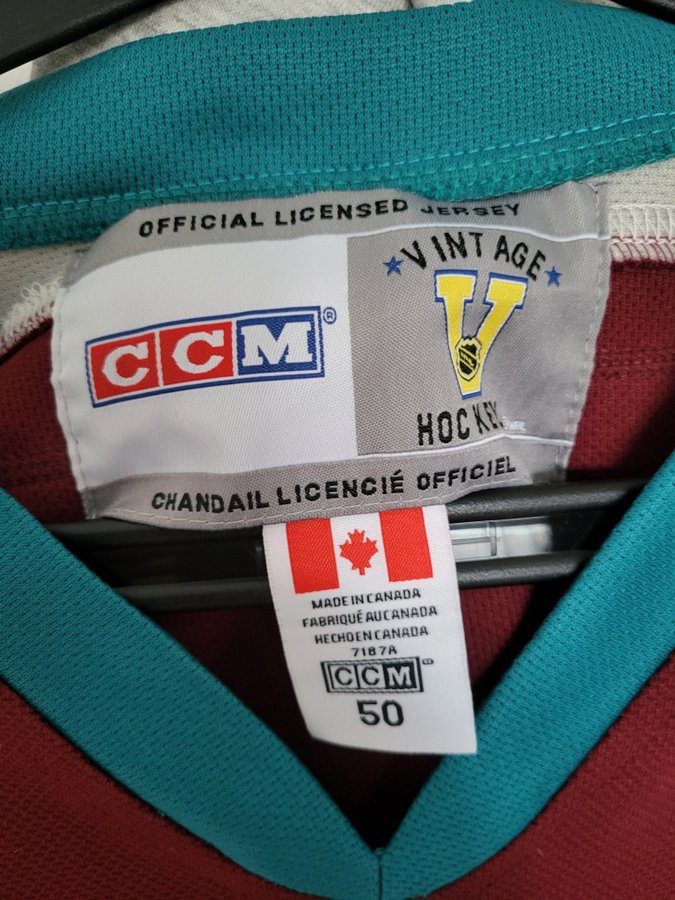 OFFICIAL LICENSED JERSEY
VINTAGE
CCM®
V
HOCKEY
CHANDAIL LICENCIÉ OFFICIEL
MADE IN CANADA
FABRIQUÉ AU CANADA
HECHO EN CANADA
7187A
CCM
50